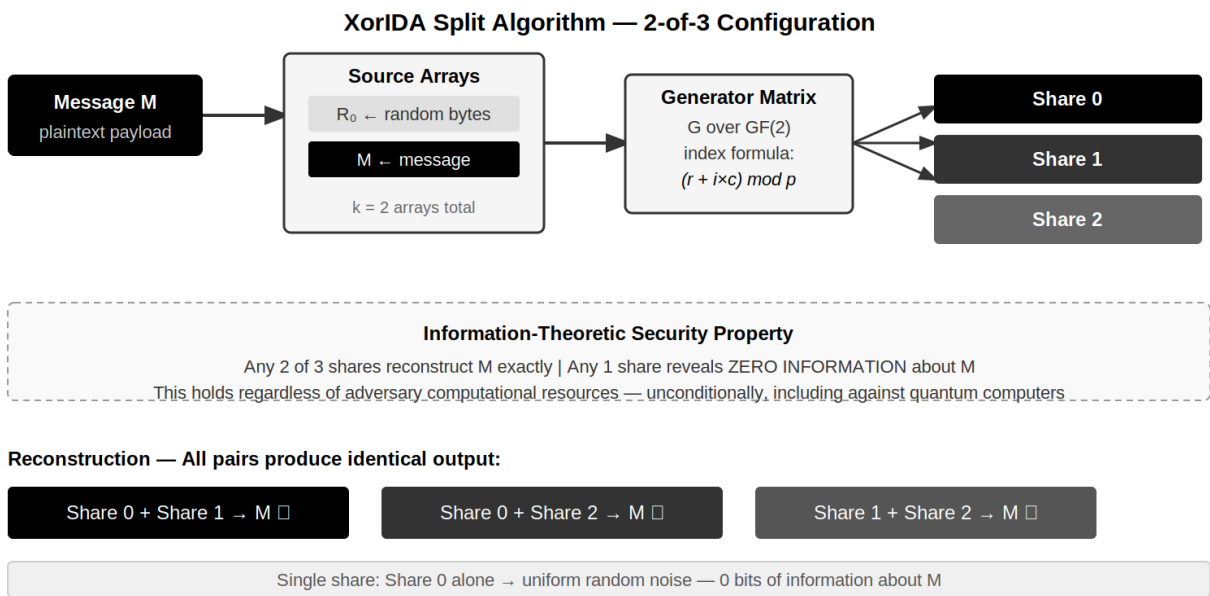 XorIDA Split Algorithm — 2-of-3 Configuration
Message M
plaintext payload
Source Arrays
R₀ ← random bytes
M ← message
k = 2 arrays total
Generator Matrix
G over GF(2)
index formula:
(r + i×c) mod p
Share 0
Share 1
Share 2
Information-Theoretic Security Property
Any 2 of 3 shares reconstruct M exactly | Any 1 share reveals ZERO INFORMATION about M
This holds regardless of adversary computational resources — unconditionally, including against quantum computers
Reconstruction — All pairs produce identical output:
Share 0 + Share 1 → M
Share 0 + Share 2 → M
Share 1 + Share 2 → M
Single share: Share 0 alone → uniform random noise — 0 bits of information about M